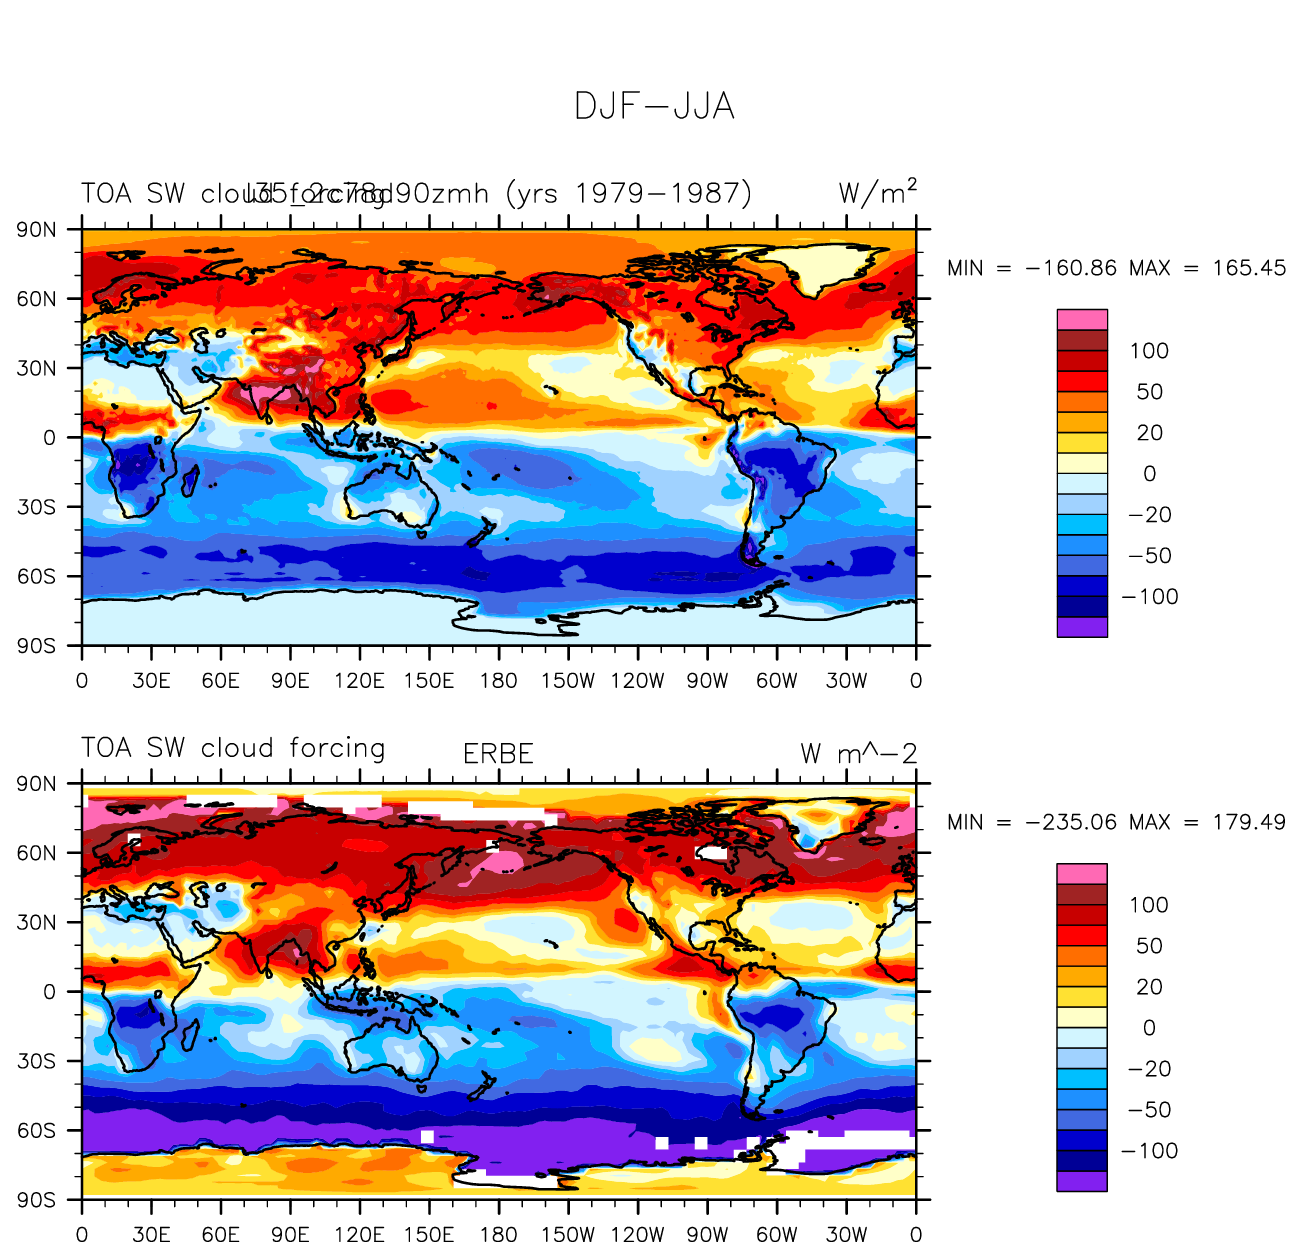 DJF-JJA
TOA SW cloud forcing (yrs 1979-1987) W/m²
MIN = -160.86 MAX = 165.45
90N
60N
30N
0
30S
60S
90S
0 30E 60E 90E 120E 150E 180 150W 120W 90W 60W 30W 0
100
50
20
0
-20
-50
-100
TOA SW cloud forcing ERBE W m^-2
MIN = -235.06 MAX = 179.49
90N
60N
30N
0
30S
60S
90S
0 30E 60E 90E 120E 150E 180 150W 120W 90W 60W 30W 0
100
50
20
0
-20
-50
-100